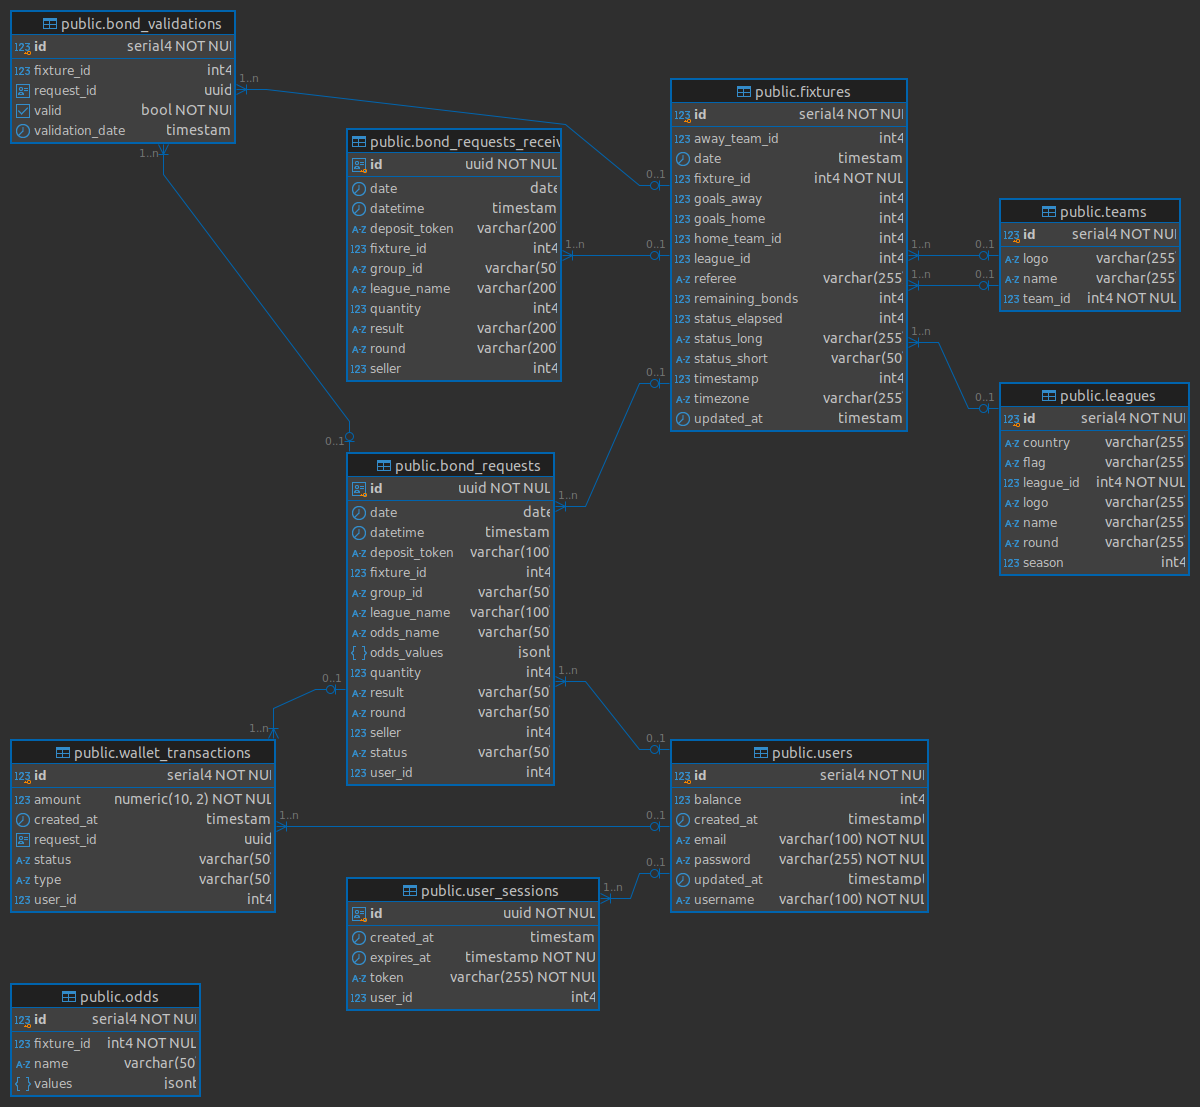 public.bond_validations
123 id serial4 NOT NUL
123 fixture_id int4
request_id uuid
valid bool NOT NUL
validation_date timestam
1..n
1..n
public.bond_requests_receiv
id uuid NOT NUL
date date
datetime timestam
A-Z deposit_token varchar(200
123 fixture_id int4
A-Z group_id varchar(50
A-Z league_name varchar(200
123 quantity int4
A-Z result varchar(200
A-Z round varchar(200
123 seller int4
1..n
0..1
0..1
public.fixtures
123 id serial4 NOT NUL
123 away_team_id int4
date timestam
123 fixture_id int4 NOT NUL
123 goals_away int4
123 goals_home int4
123 home_team_id int4
123 league_id int4
A-Z referee varchar(255
123 remaining_bonds int4
123 status_elapsed int4
A-Z status_long varchar(255
A-Z status_short varchar(50
123 timestamp int4
A-Z timezone varchar(255
updated_at timestam
0..1
1..n
0..1
1..n
0..1
1..n
0..1
public.teams
123 id serial4 NOT NUL
A-Z logo varchar(255
A-Z name varchar(255
123 team_id int4 NOT NUL
public.leagues
123 id serial4 NOT NUL
A-Z country varchar(255
A-Z flag varchar(255
123 league_id int4 NOT NUL
A-Z logo varchar(255
A-Z name varchar(255
A-Z round varchar(255
123 season int4
0..1
public.bond_requests
id uuid NOT NUL
date date
datetime timestam
A-Z deposit_token varchar(100
123 fixture_id int4
A-Z group_id varchar(50
A-Z league_name varchar(100
A-Z odds_name varchar(50
{ } odds_values jsonb
123 quantity int4
A-Z result varchar(50
A-Z round varchar(50
123 seller int4
A-Z status varchar(50
123 user_id int4
1..n
1..n
0..1
0..1
1..n
public.wallet_transactions
123 id serial4 NOT NUL
123 amount numeric(10, 2) NOT NUL
created_at timestam
request_id uuid
A-Z status varchar(50
A-Z type varchar(50
123 user_id int4
1..n
0..1
public.users
123 id serial4 NOT NUL
123 balance int4
created_at timestampt
A-Z email varchar(100) NOT NUL
A-Z password varchar(255) NOT NUL
updated_at timestampt
A-Z username varchar(100) NOT NUL
0..1
1..n
public.user_sessions
id uuid NOT NUL
created_at timestam
expires_at timestamp NOT NU
A-Z token varchar(255) NOT NUL
123 user_id int4
public.odds
123 id serial4 NOT NUL
123 fixture_id int4 NOT NUL
A-Z name varchar(50
{ } values jsonb